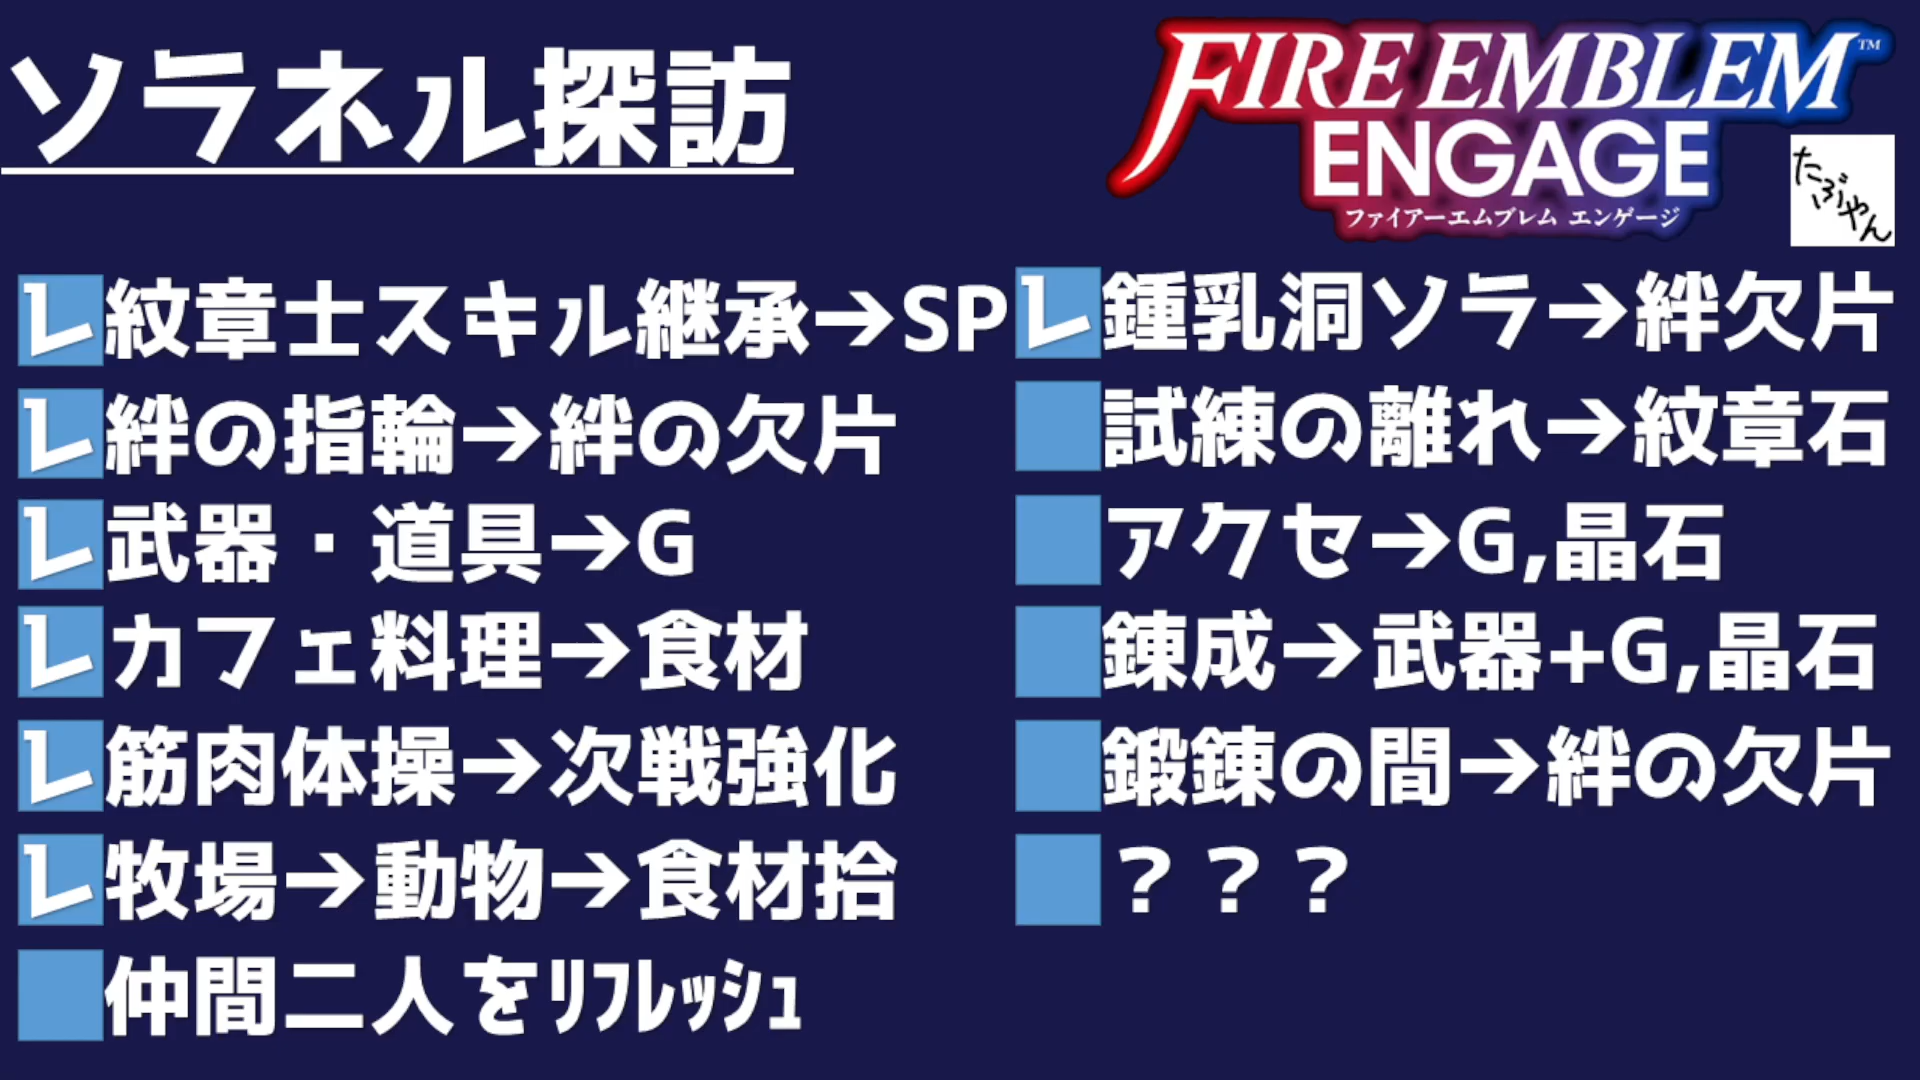 ソラネル探訪
FIRE EMBLEM™
ENGAGE
ファイアーエムブレム エンゲージ
たぶやん
レ紋章士スキル継承→SP
レ絆の指輪→絆の欠片
レ武器・道具→G
レカフェ料理→食材
レ筋肉体操→次戦強化
レ牧場→動物→食材拾
仲間二人をﾘﾌﾚｯｼｭ
レ鍾乳洞ソラ→絆欠片
試練の離れ→紋章石
アクセ→G,晶石
錬成→武器+G,晶石
鍛錬の間→絆の欠片
？？？